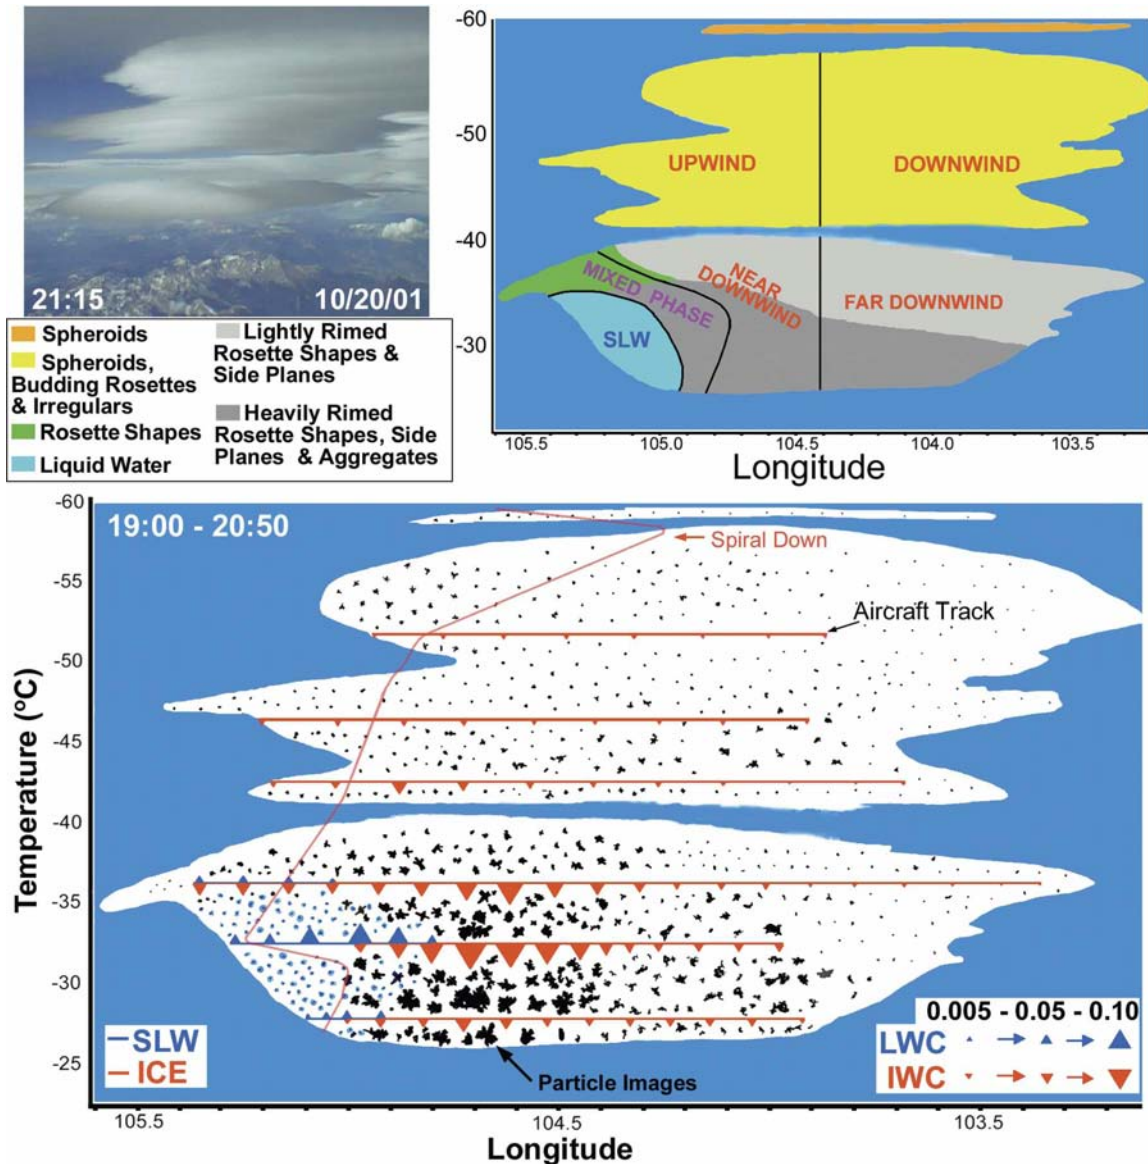 21:15 10/20/01
Spheroids
Spheroids,
Budding Rosettes
& Irregulars
Rosette Shapes
Liquid Water
Lightly Rimed
Rosette Shapes &
Side Planes
Heavily Rimed
Rosette Shapes, Side
Planes & Aggregates
-60
-50
-40
-30
UPWIND
DOWNWIND
MIXED PHASE
NEAR
DOWNWIND
FAR DOWNWIND
SLW
105.5 105.0 104.4 104.0 103.5
Longitude
19:00 - 20:50
Temperature (°C)
-60
-55
-50
-45
-40
-35
-30
-25
Spiral Down
Aircraft Track
Particle Images
SLW
ICE
0.005 - 0.05 - 0.10
LWC
IWC
105.5 104.5 103.5
Longitude